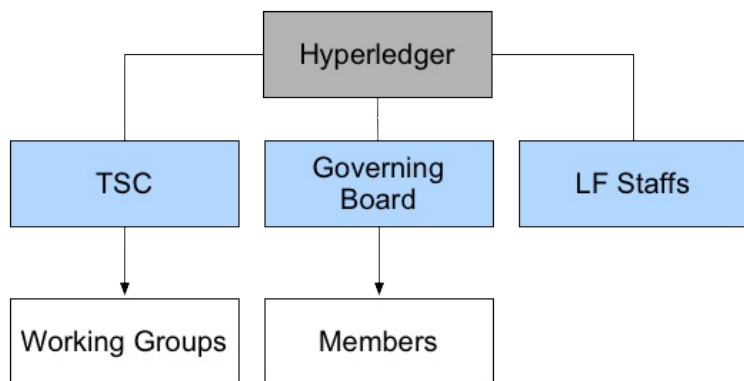 Hyperledger
TSC
Governing
Board
LF Staffs
Working Groups
Members